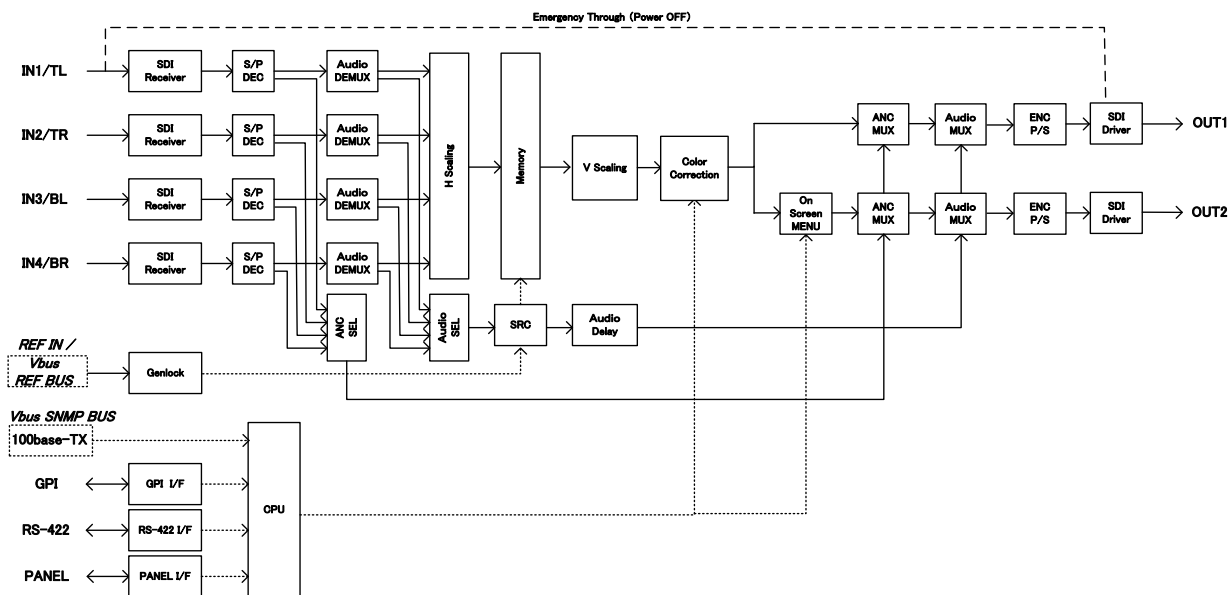 Emergency Through (Power OFF)
IN1/TL
SDI
Receiver
S/P
DEC
Audio
DEMUX
IN2/TR
SDI
Receiver
S/P
DEC
Audio
DEMUX
IN3/BL
SDI
Receiver
S/P
DEC
Audio
DEMUX
IN4/BR
SDI
Receiver
S/P
DEC
Audio
DEMUX
H Scaling
Memory
V Scaling
Color
Correction
On
Screen
MENU
ANC
MUX
Audio
MUX
ENC
P/S
SDI
Driver
OUT1
ANC
MUX
Audio
MUX
ENC
P/S
SDI
Driver
OUT2
ANC
SEL
Audio
SEL
SRC
Audio
Delay
REF IN /
Vbus
REF BUS
Genlock
Vbus SNMP BUS
100base-TX
GPI
GPI I/F
RS-422
RS-422 I/F
PANEL
PANEL I/F
CPU